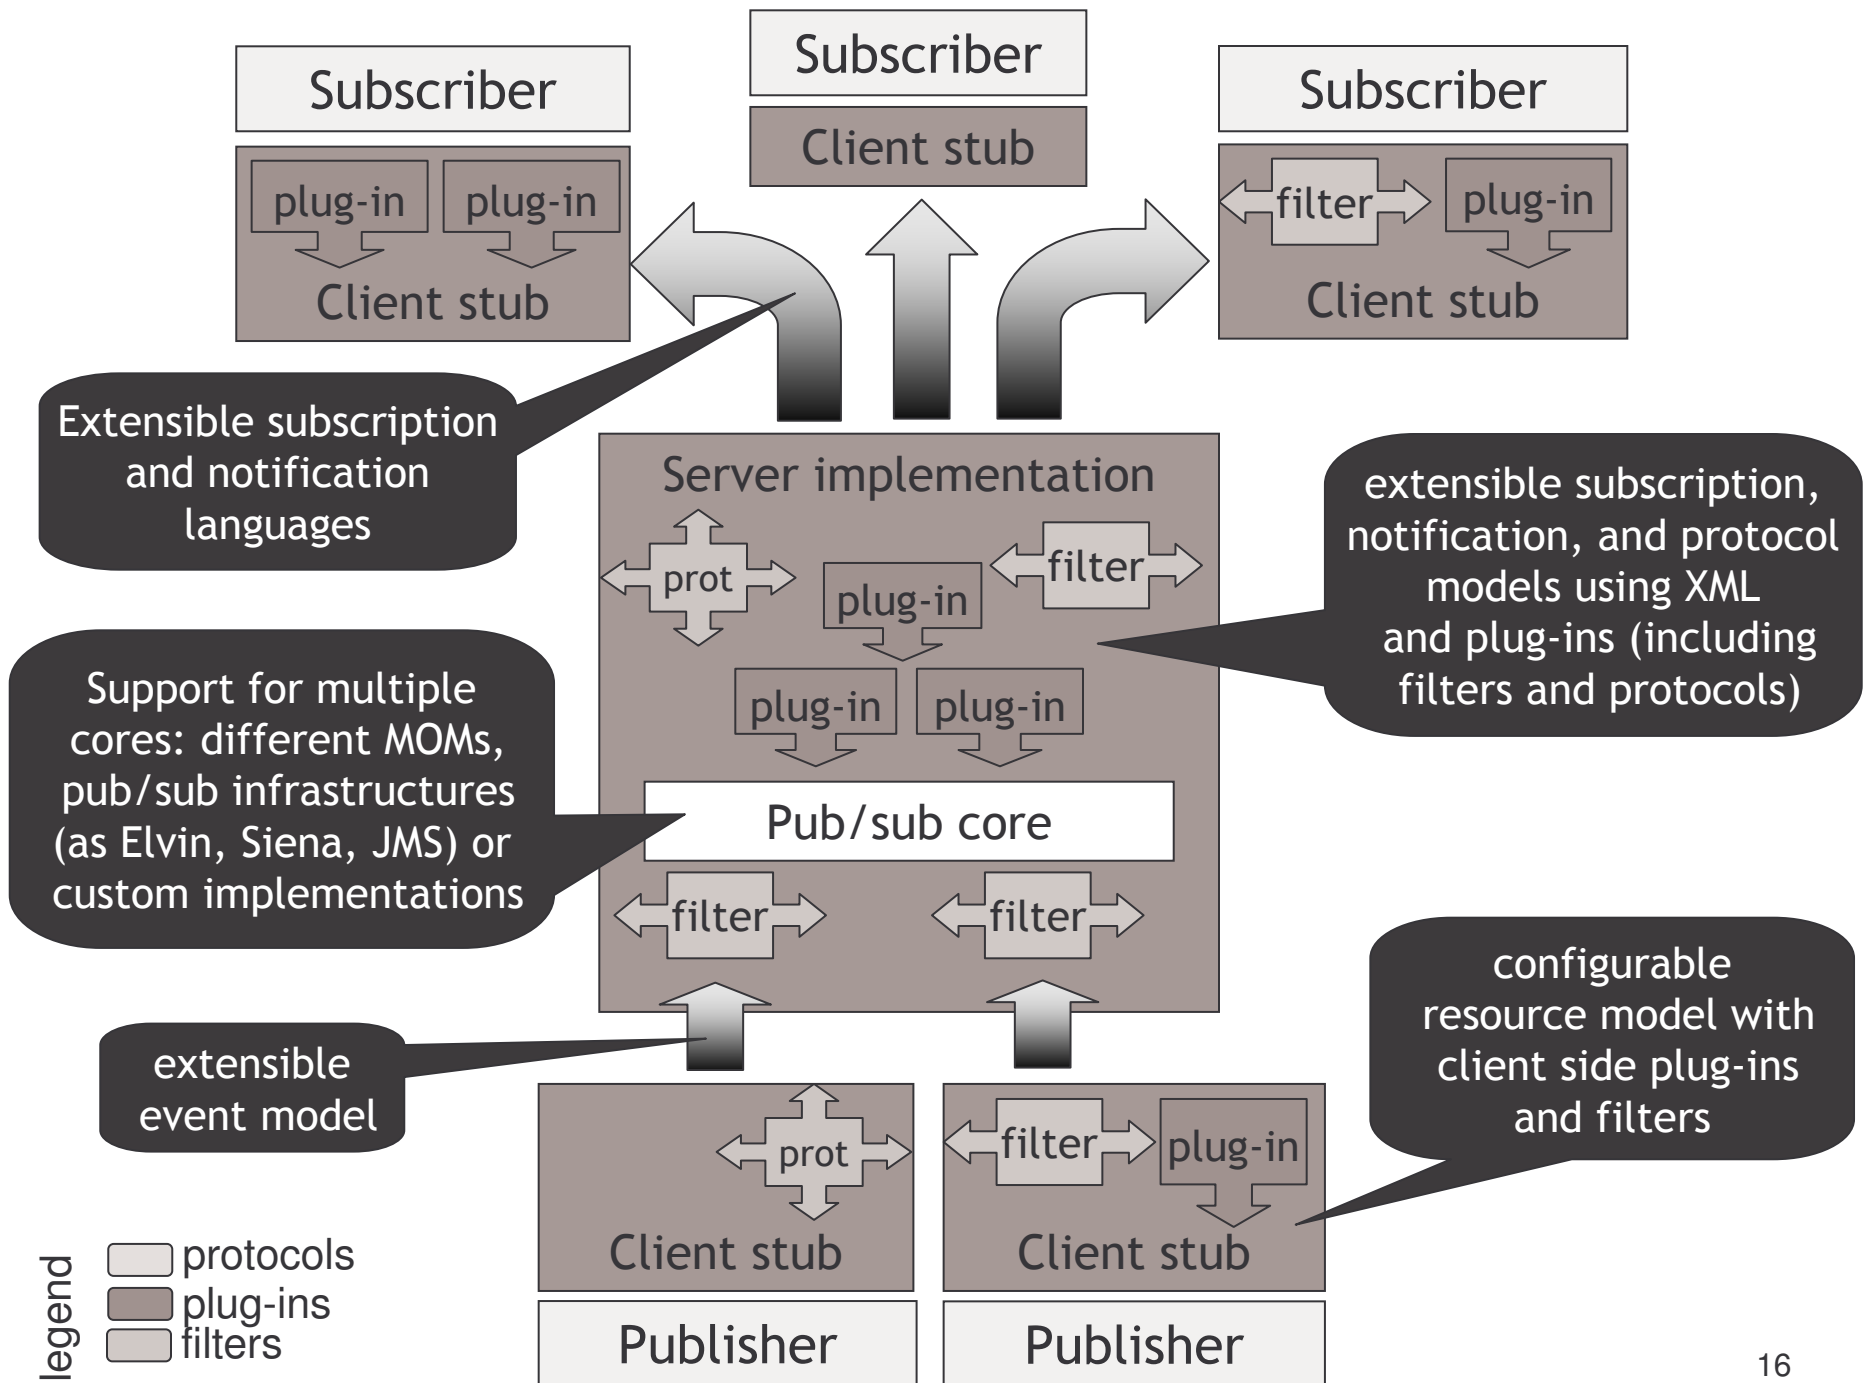 Subscriber
Subscriber
Subscriber
Client stub
plug-in
plug-in
Client stub
filter
plug-in
Client stub
Extensible subscription
and notification
languages
Server implementation
prot
filter
plug-in
plug-in
plug-in
Pub/sub core
filter
filter
extensible subscription,
notification, and protocol
models using XML
and plug-ins (including
filters and protocols)
Support for multiple
cores: different MOMs,
pub/sub infrastructures
(as Elvin, Siena, JMS) or
custom implementations
configurable
resource model with
client side plug-ins
and filters
extensible
event model
prot
Client stub
filter
plug-in
Client stub
Publisher
Publisher
legend
protocols
plug-ins
filters
16